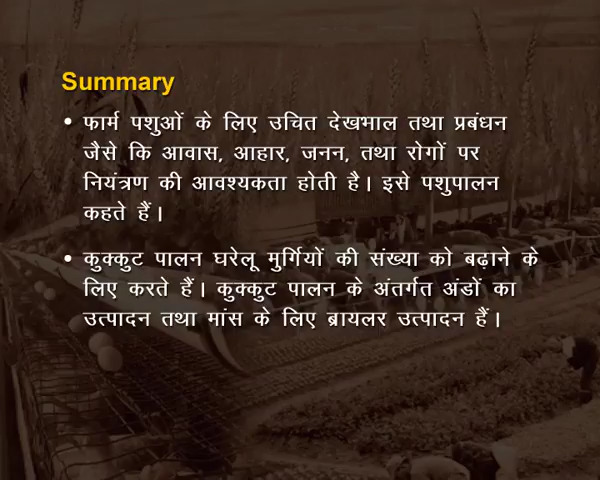 Summary
• फार्म पशुओं के लिए उचित देखभाल तथा प्रबंधन
जैसे कि आवास, आहार, जनन, तथा रोगों पर
नियंत्रण की आवश्यकता होती है। इसे पशुपालन
कहते हैं।
• कुक्कुट पालन घरेलू मुर्गियों की संख्या को बढ़ाने के
लिए करते हैं। कुक्कुट पालन के अंतर्गत अंडों का
उत्पादन तथा मांस के लिए ब्रायलर उत्पादन हैं।